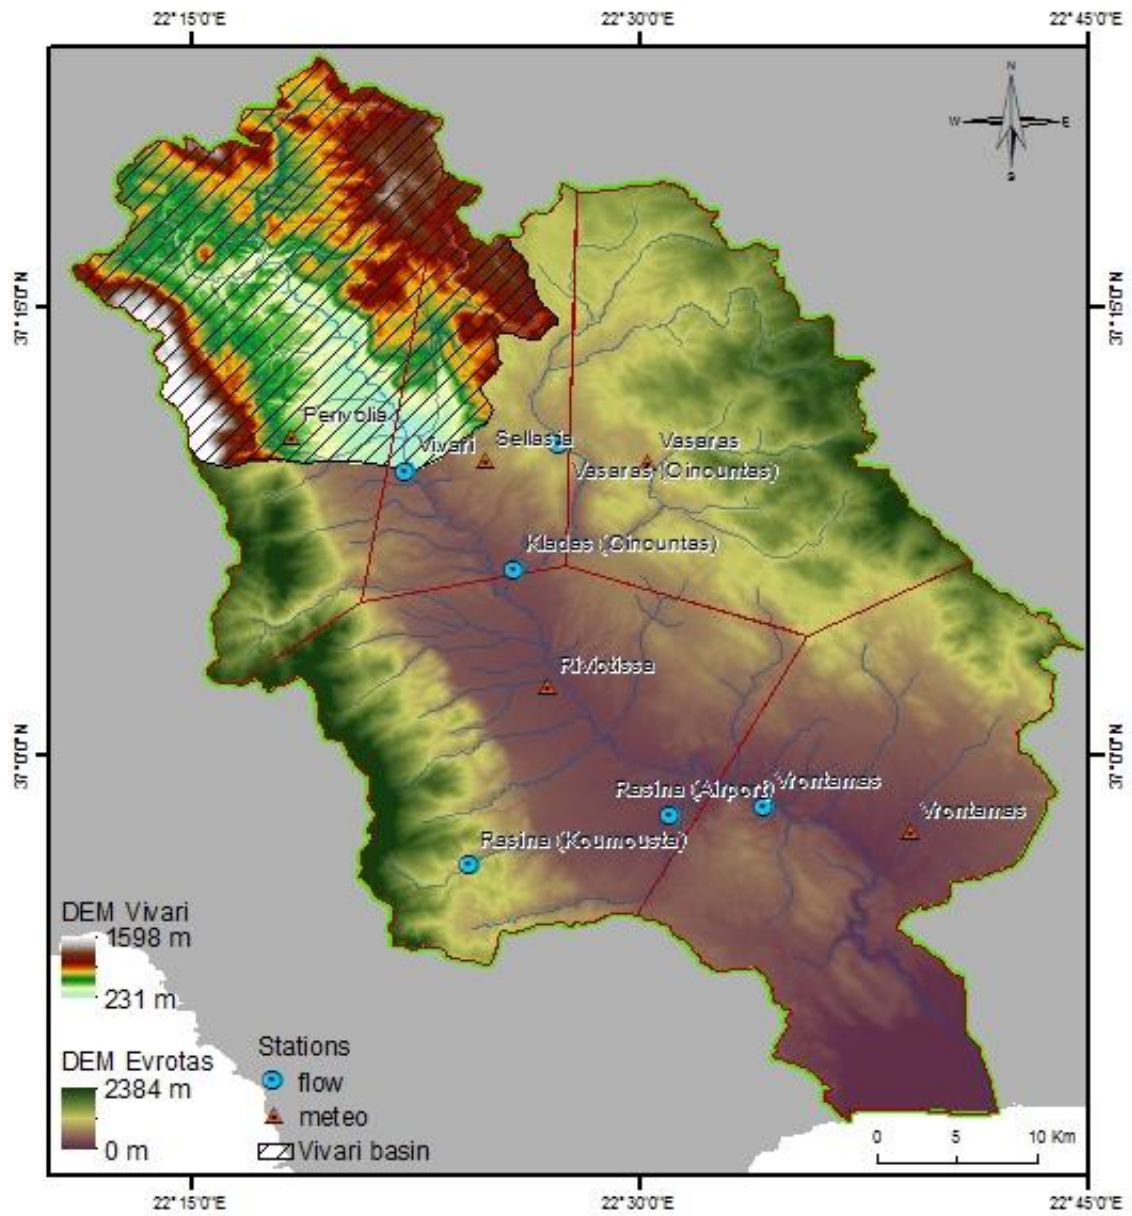 22°15'0"E 22°30'0"E 22°45'0"E
N
W E
S
37°15'0"N 37°15'0"N
Perivolia
Vivari
Sellasia
Vasaras
Vasaras (Oinountas)
Kladas (Oinountas)
Riviotissa
37°0'0"N 37°0'0"N
Rasina (Airport)
Vrontamas
Vrontamas
Rasina (Koumousta)
DEM Vivari
1598 m
231 m
DEM Evrotas
2384 m
0 m
Stations
flow
meteo
Vivari basin
0 5 10 Km
22°15'0"E 22°30'0"E 22°45'0"E